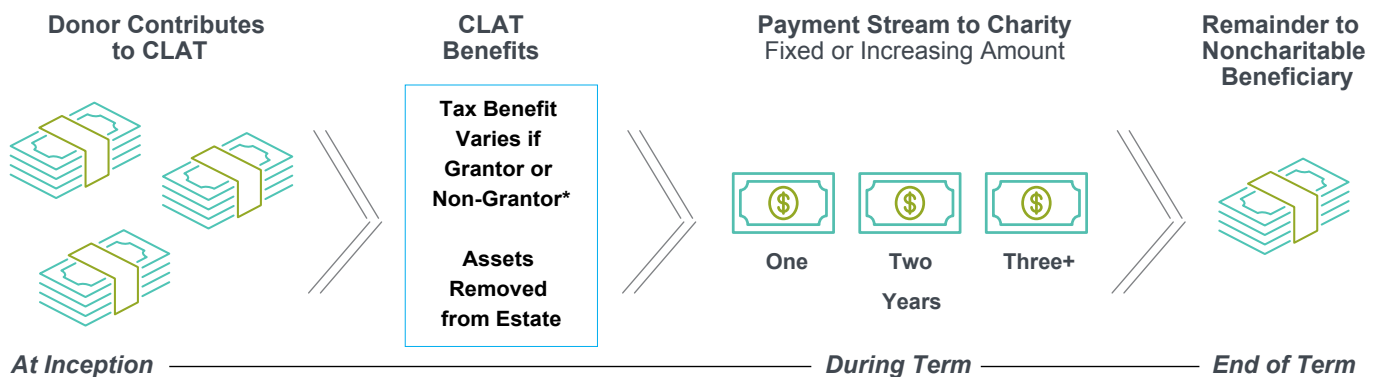 Donor Contributes
to CLAT
CLAT
Benefits
Payment Stream to Charity
Fixed or Increasing Amount
Remainder to
Noncharitable
Beneficiary
Tax Benefit
Varies if
Grantor or
Non-Grantor*
Assets
Removed
from Estate
$ $ $
One Two Three+
Years
At Inception During Term End of Term